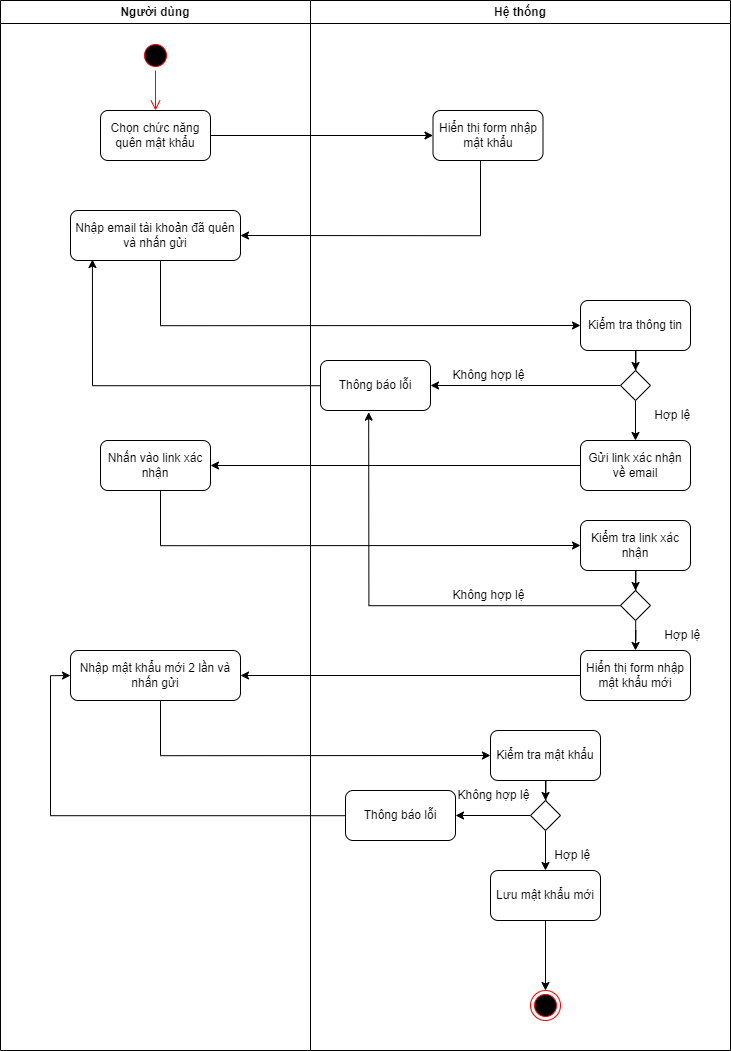 Người dùng
Hệ thống
Chọn chức năng
quên mật khẩu
Hiển thị form nhập
mật khẩu
Nhập email tài khoản đã quên
và nhấn gửi
Kiểm tra thông tin
Thông báo lỗi
Không hợp lệ
Hợp lệ
Nhấn vào link xác
nhận
Gửi link xác nhận
về email
Kiểm tra link xác
nhận
Không hợp lệ
Hợp lệ
Nhập mật khẩu mới 2 lần và
nhấn gửi
Hiển thị form nhập
mật khẩu mới
Kiểm tra mật khẩu
Không hợp lệ
Thông báo lỗi
Hợp lệ
Lưu mật khẩu mới